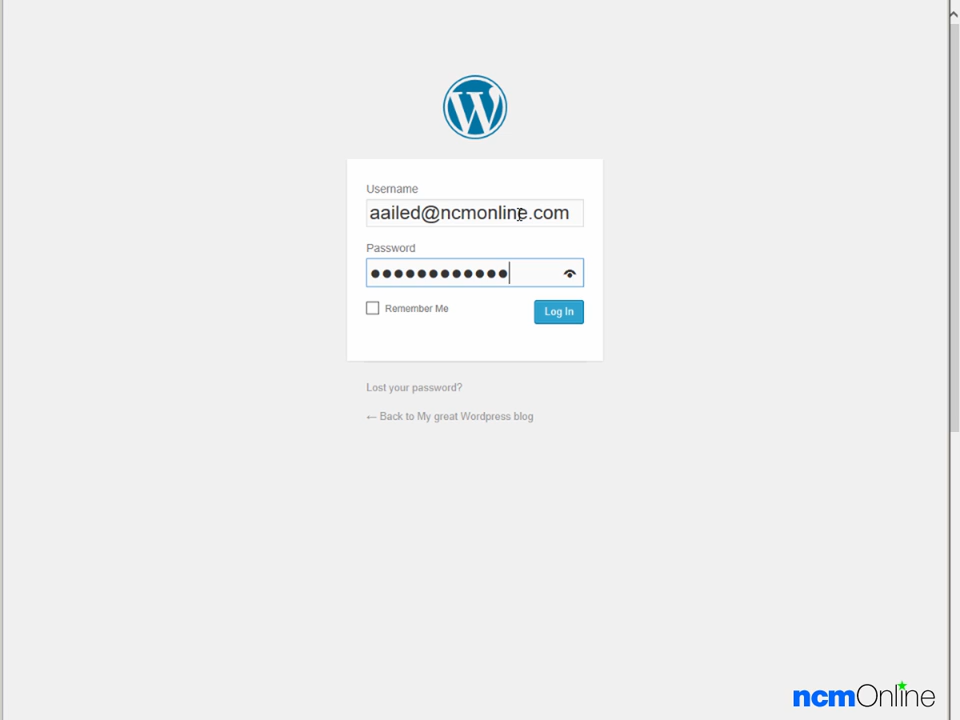 Username
aailed@ncmonline.com
Password
●●●●●●●●●●●●
Remember Me
Log In
Lost your password?
← Back to My great Wordpress blog
ncmOnline